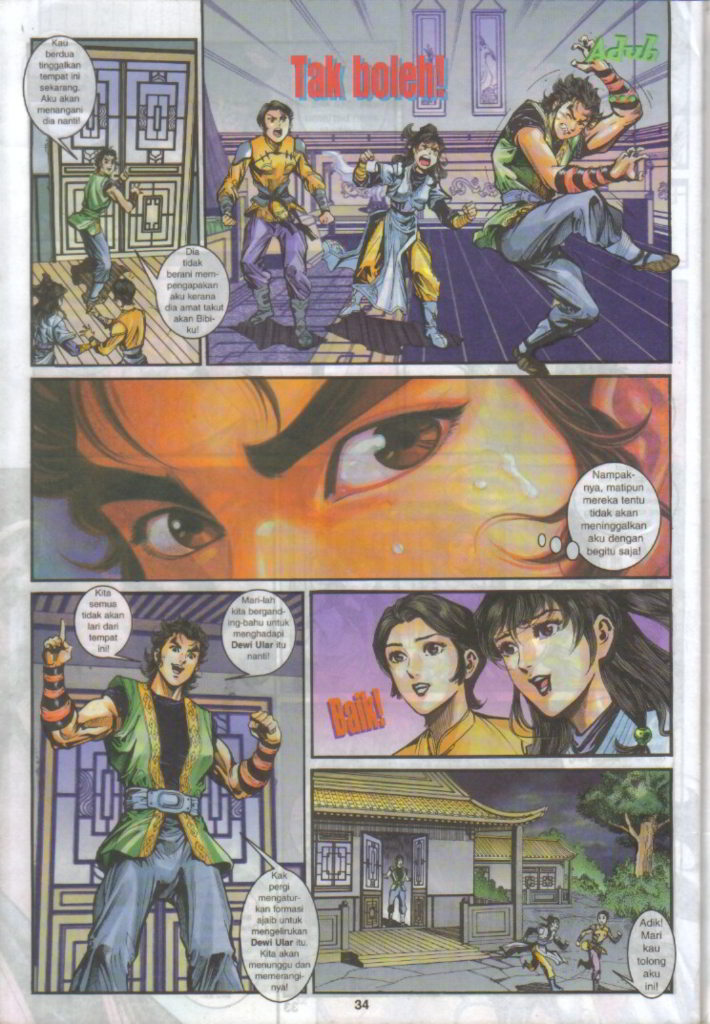 Kau
berdua
tinggalkan
tempat ini
sekarang.
Aku akan
menangani
dia nanti!
Dia
tidak
berani mem-
pengapakan
aku kerana
dia amat takut
akan Bibi-
ku!
Tak boleh!
Aduh
Nampak-
nya, matipun
mereka tentu
tidak akan
meninggalkan
aku dengan
begitu saja!
Kita
semua
tidak akan
lari dari
tempat
ini!
Mari-lah
kita bergand-
ing-bahu untuk
menghadapi
Dewi Ular itu
nanti!
Kak
pergi
mengatur-
kan formasi
ajaib untuk
mengelirukan
Dewi Ular itu.
Kita akan
menunggu dan
memerangi-
nya!
Baik!
Adik!
Mari
kau
tolong
aku
ini!
34